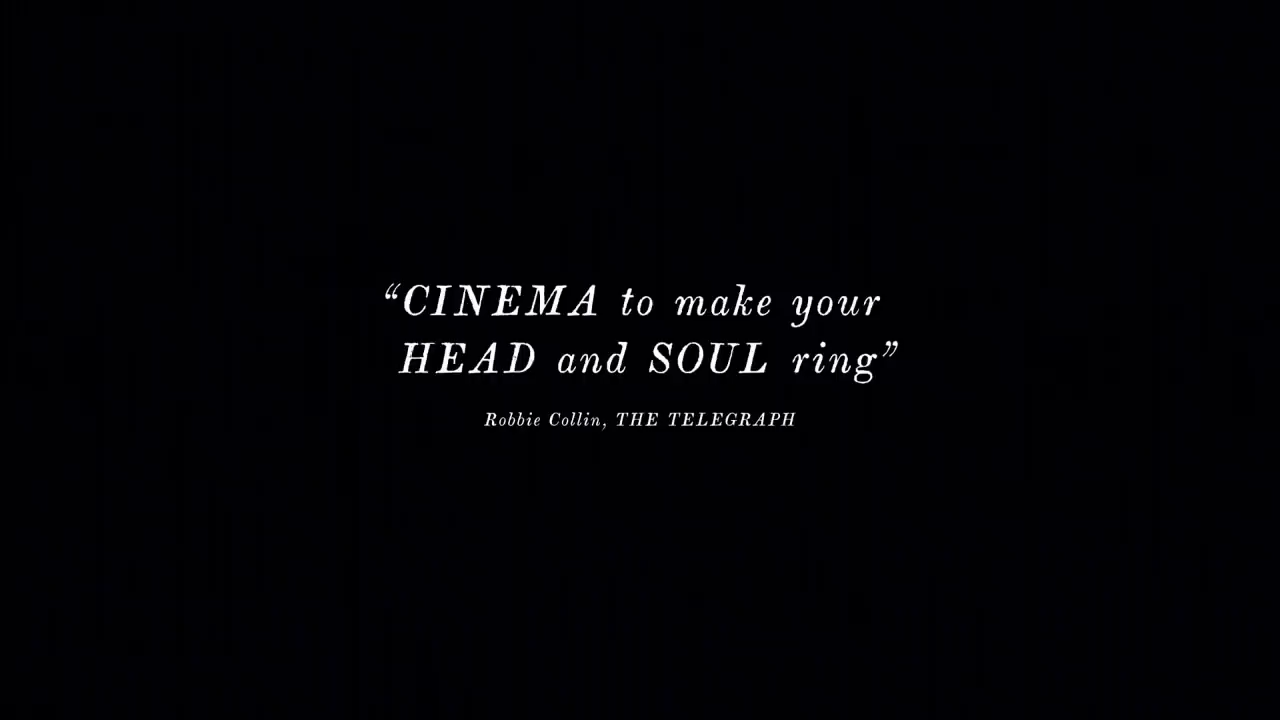 “CINEMA to make your
HEAD and SOUL ring”
Robbie Collin, THE TELEGRAPH